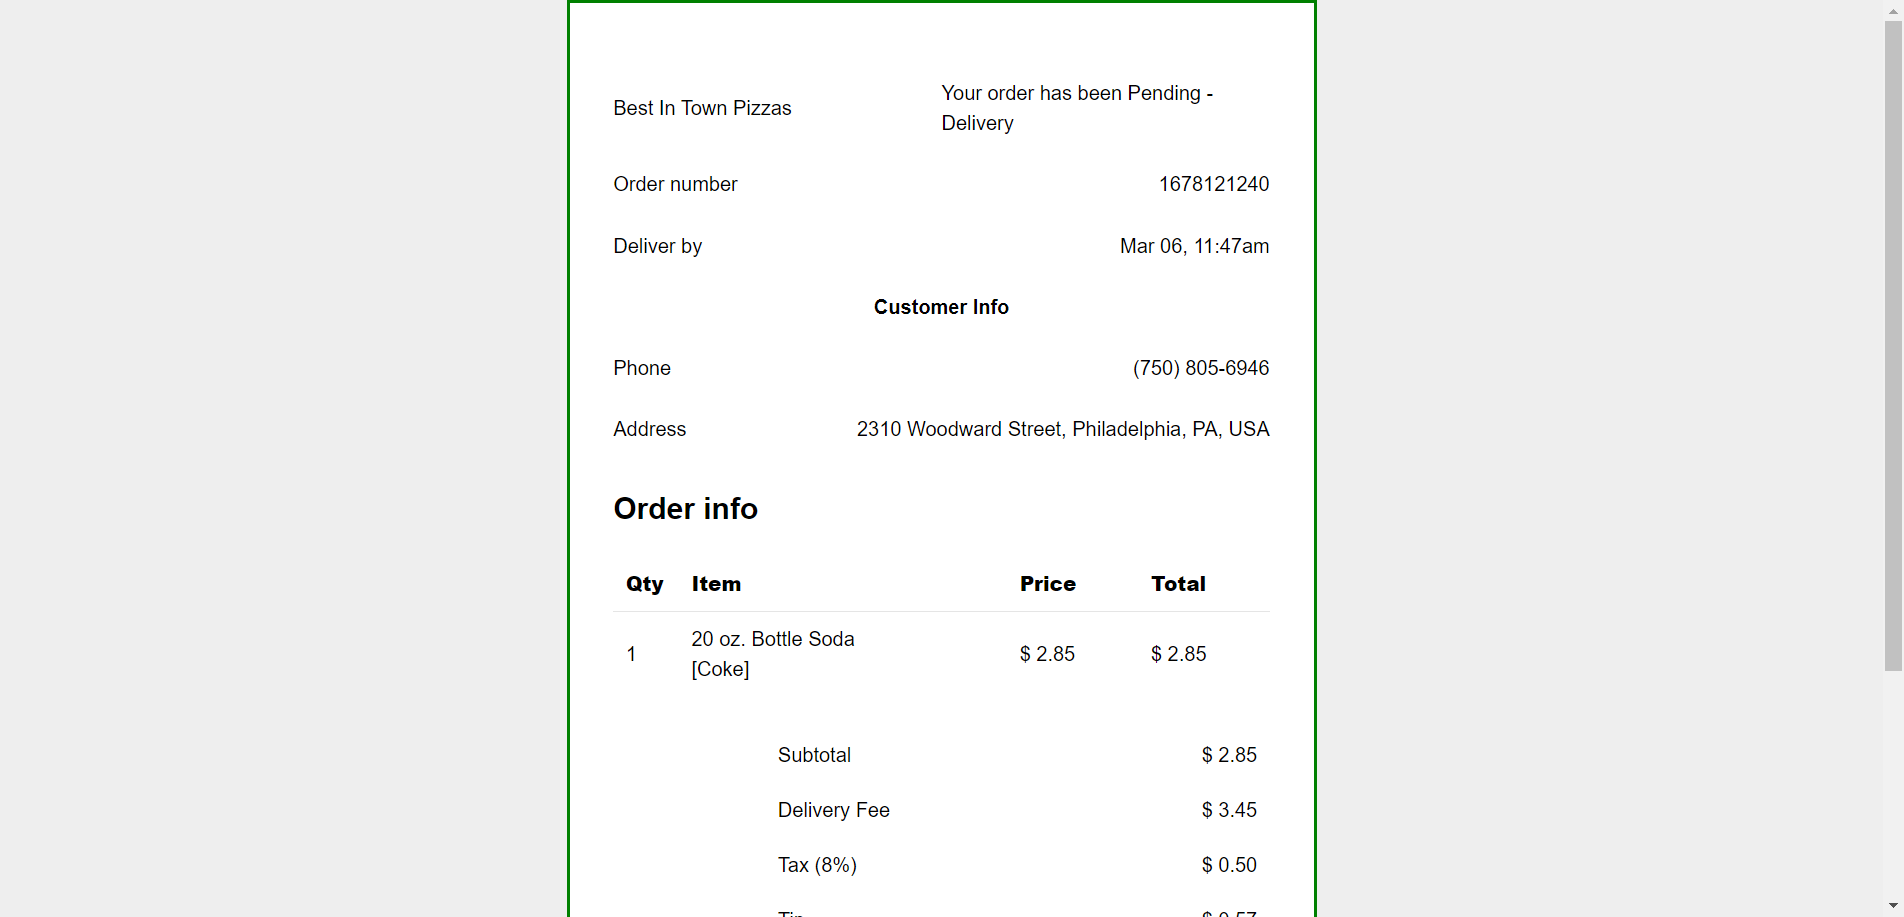 Best In Town Pizzas
Your order has been Pending -
Delivery
Order number 1678121240
Deliver by Mar 06, 11:47am
Customer Info
Phone (750) 805-6946
Address 2310 Woodward Street, Philadelphia, PA, USA
Order info
Qty Item Price Total
1 20 oz. Bottle Soda
[Coke] $ 2.85 $ 2.85
Subtotal $ 2.85
Delivery Fee $ 3.45
Tax (8%) $ 0.50